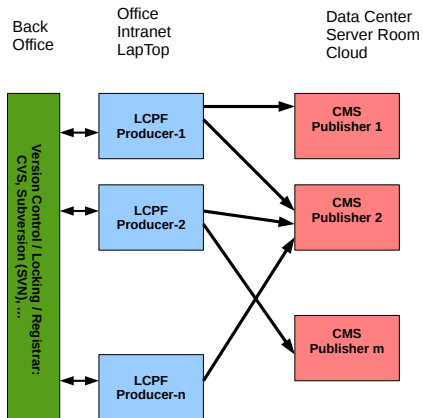 Back
Office
Office
Intranet
LapTop
Data Center
Server Room
Cloud
Version Control / Locking / Registrar:
CVS, Subversion (SVN), ...
LCPF
Producer-1
LCPF
Producer-2
LCPF
Producer-n
CMS
Publisher 1
CMS
Publisher 2
CMS
Publisher m